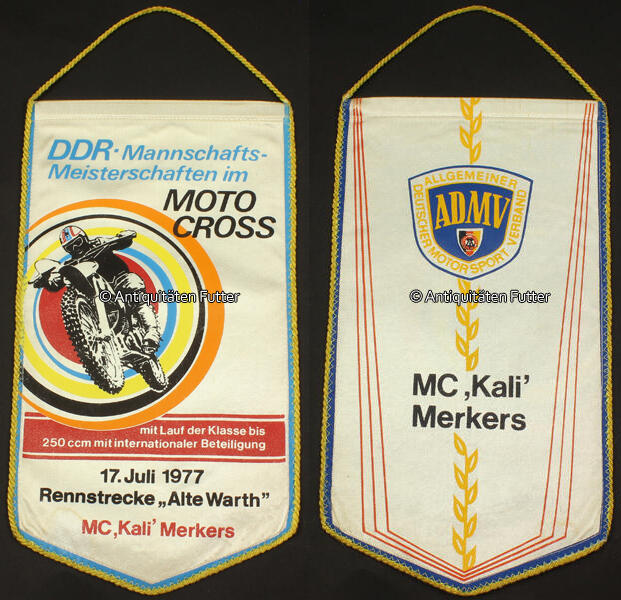 DDR-Mannschafts-
Meisterschaften im
MOTO
CROSS
© Antiquitäten Futter
mit Lauf der Klasse bis
250 ccm mit internationaler Beteiligung
17. Juli 1977
Rennstrecke „Alte Warth”
MC ‚Kali’ Merkers
ALLGEMEINER
DEUTSCHER MOTORSPORT VERBAND
ADMV
© Antiquitäten Futter
MC ‚Kali’
Merkers